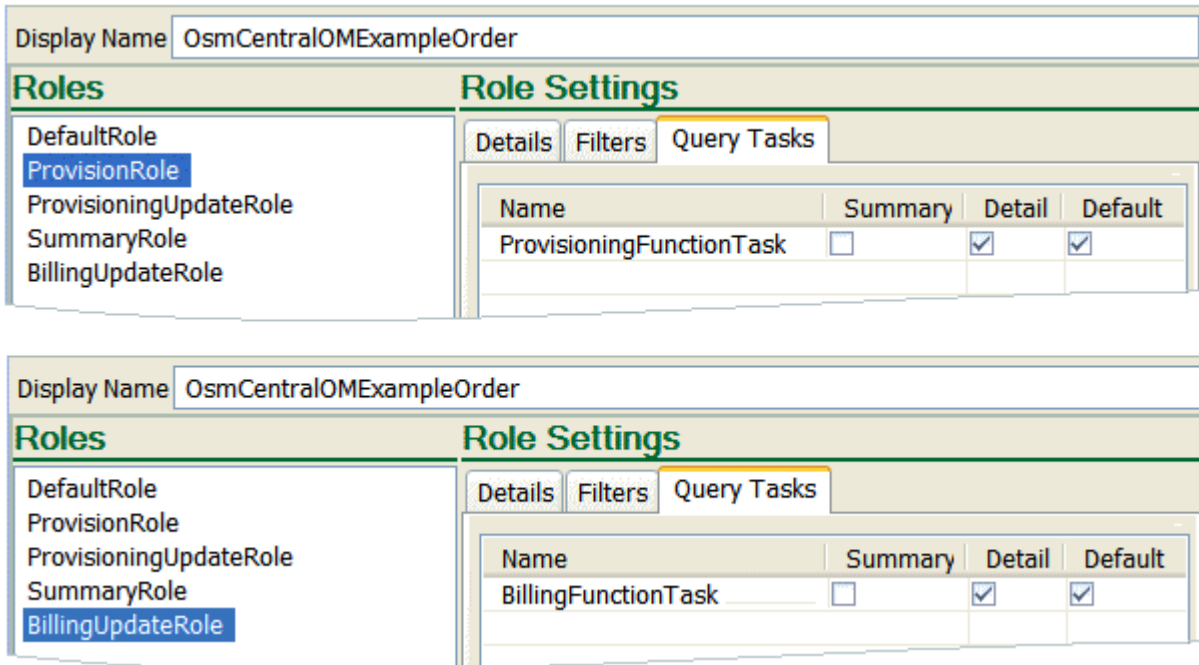 Display Name OsmCentralOMExampleOrder
Roles
DefaultRole
ProvisionRole
ProvisioningUpdateRole
SummaryRole
BillingUpdateRole
Role Settings
Details Filters Query Tasks
Name Summary Detail Default
ProvisioningFunctionTask
Display Name OsmCentralOMExampleOrder
Roles
DefaultRole
ProvisionRole
ProvisioningUpdateRole
SummaryRole
BillingUpdateRole
Role Settings
Details Filters Query Tasks
Name Summary Detail Default
BillingFunctionTask